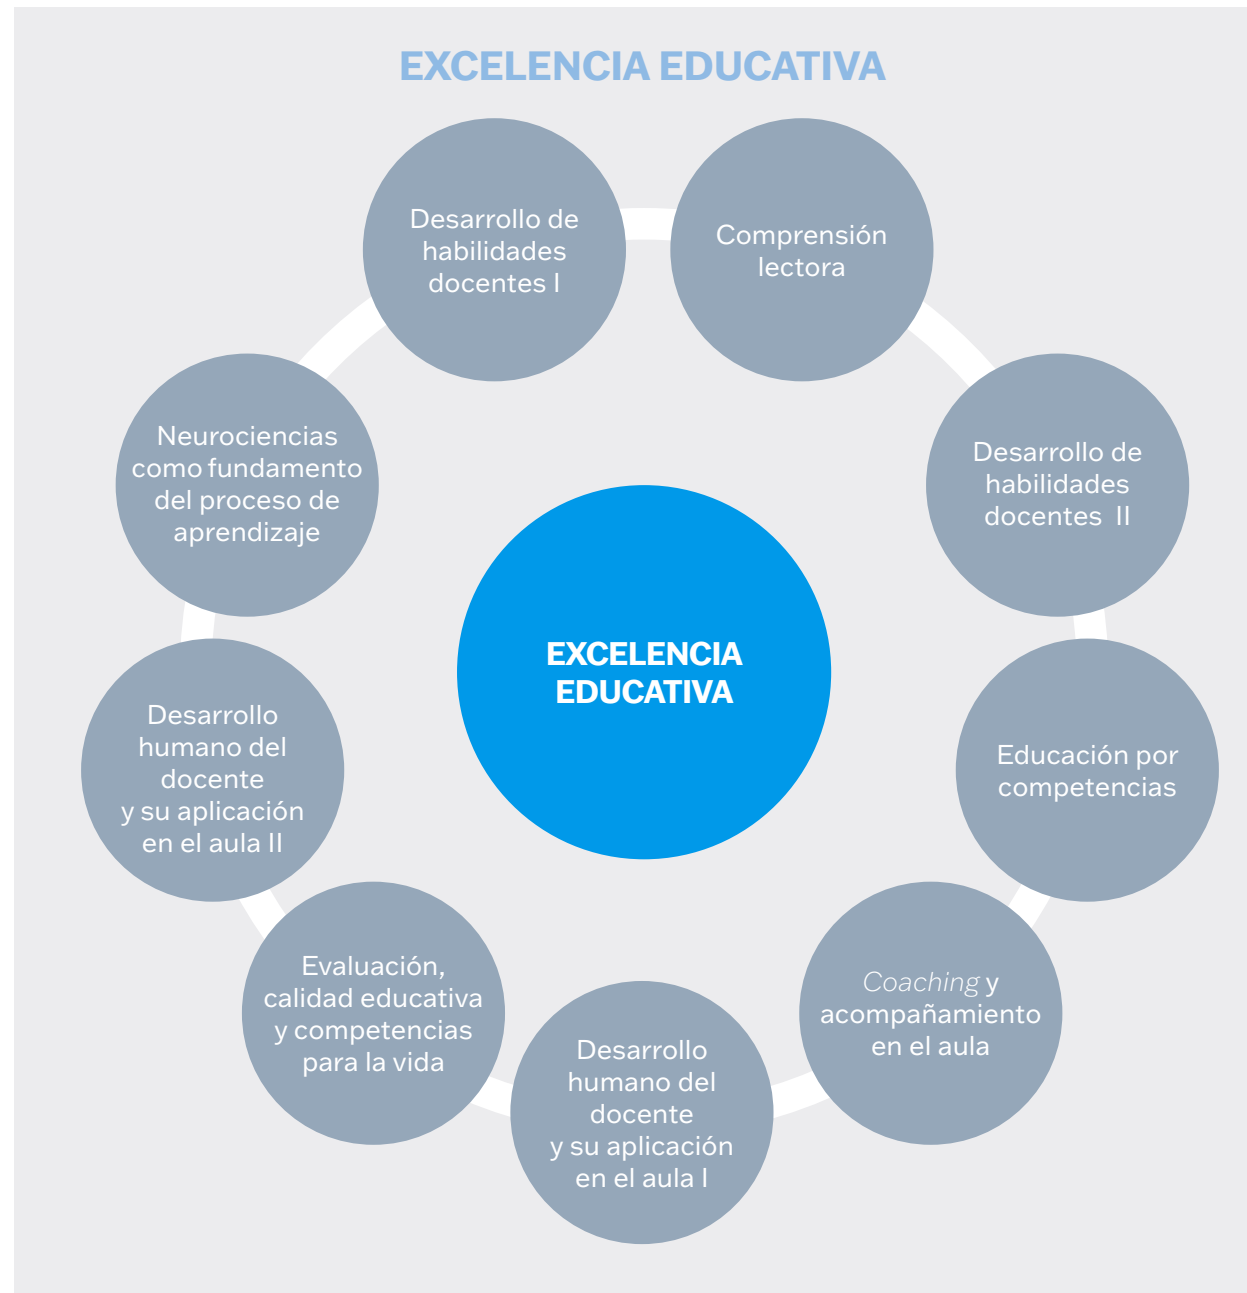 EXCELENCIA EDUCATIVA
Desarrollo de
habilidades
docentes I
Comprensión
lectora
Desarrollo de
habilidades
docentes  II
Educación por
competencias
Coaching y
acompañamiento
en el aula
Desarrollo
humano del
docente
y su aplicación
en el aula I
Evaluación,
calidad educativa
y competencias
para la vida
Desarrollo
humano del
docente
y su aplicación
en el aula II
Neurociencias
como fundamento
del proceso de
aprendizaje
EXCELENCIA
EDUCATIVA